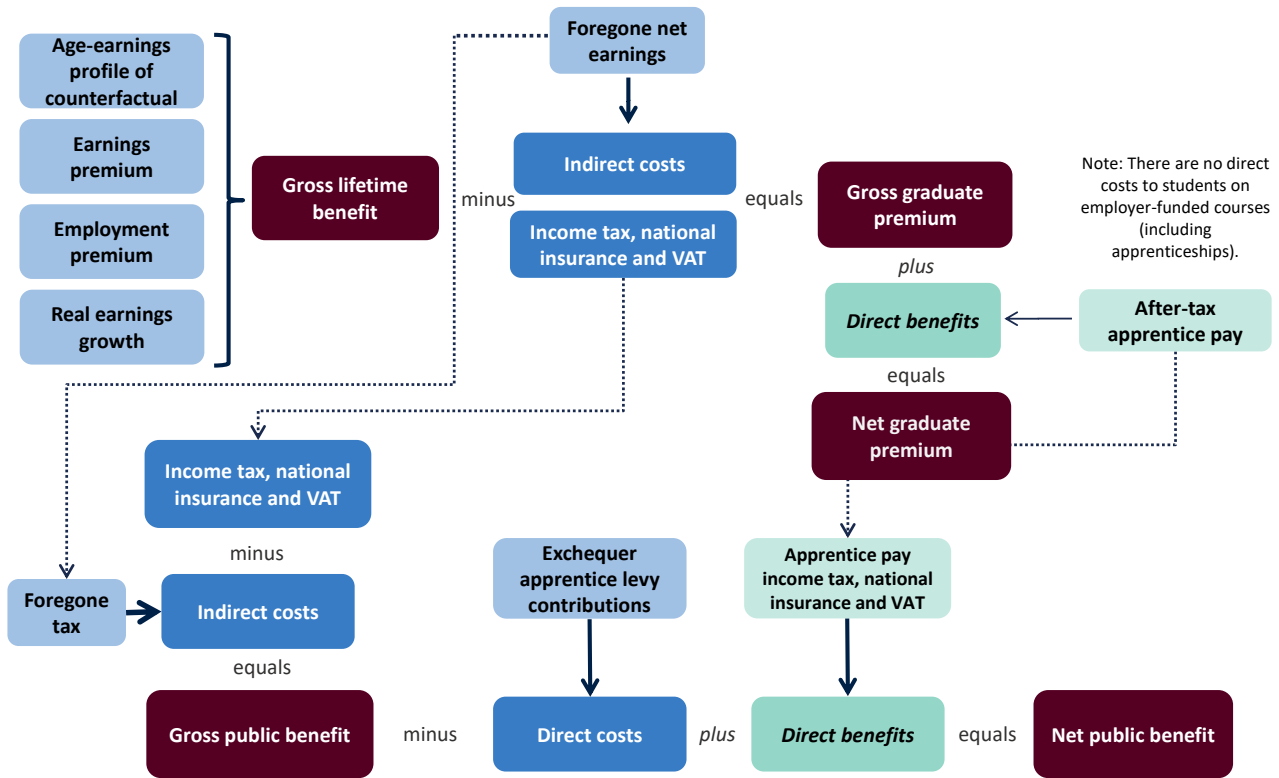 Foregone net
earnings
Age-earnings
profile of
counterfactual
Earnings
premium
Employment
premium
Real earnings
growth
Gross lifetime
benefit
minus
Indirect costs
Income tax, national
insurance and VAT
equals
Gross graduate
premium
plus
Direct benefits
equals
Net graduate
premium
Note: There are no direct
costs to students on
employer-funded courses
(including
apprenticeships).
After-tax
apprentice pay
Income tax, national
insurance and VAT
minus
Foregone
tax
Indirect costs
equals
Gross public benefit
minus
Exchequer
apprentice levy
contributions
Direct costs
plus
Apprentice pay
income tax, national
insurance and VAT
Direct benefits
equals
Net public benefit